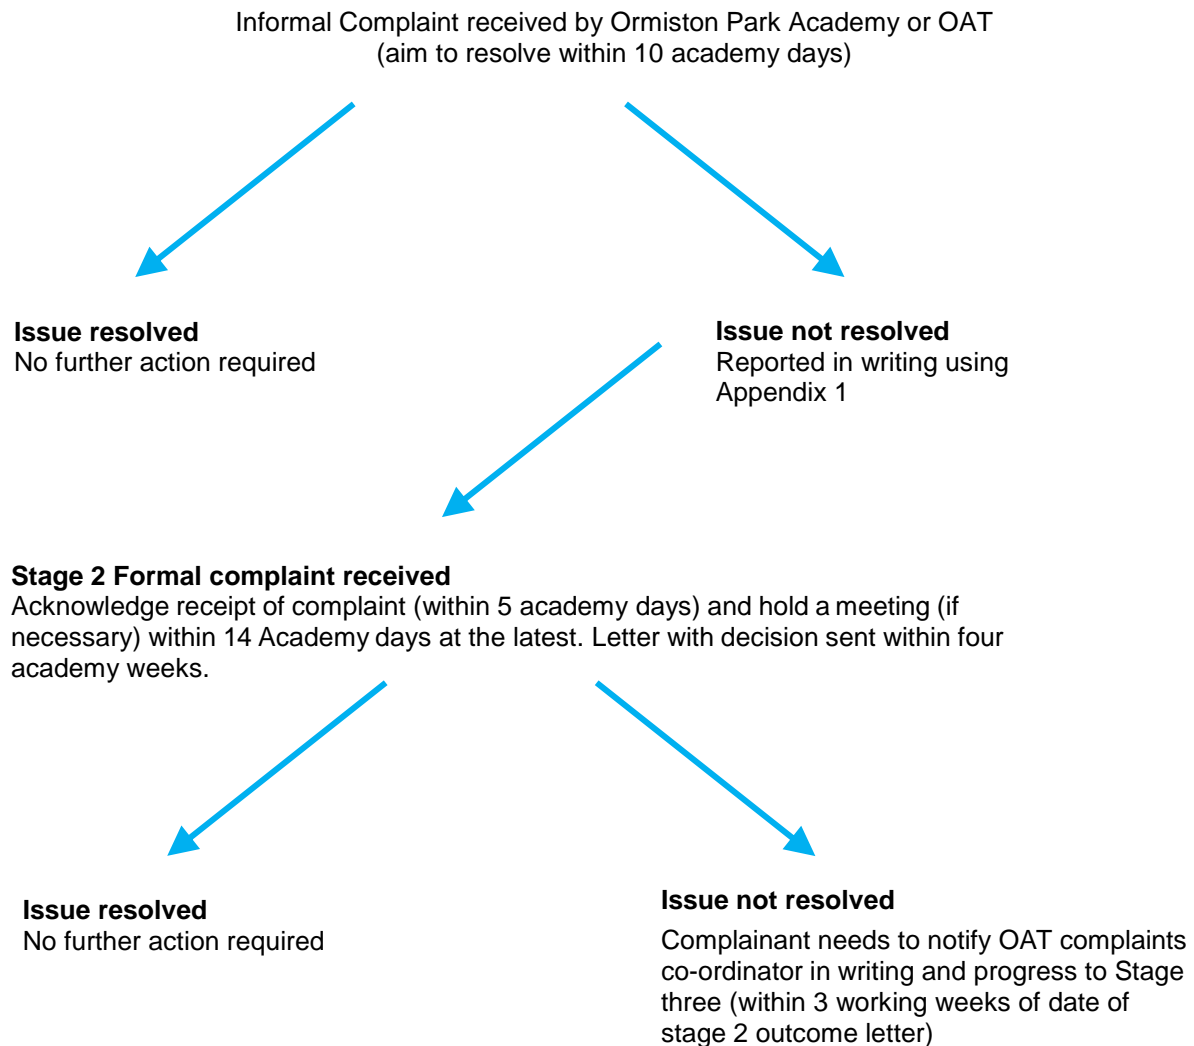 Informal Complaint received by Ormiston Park Academy or OAT
(aim to resolve within 10 academy days)
Issue resolved
No further action required
Issue not resolved
Reported in writing using
Appendix 1
Stage 2 Formal complaint received
Acknowledge receipt of complaint (within 5 academy days) and hold a meeting (if
necessary) within 14 Academy days at the latest. Letter with decision sent within four
academy weeks.
Issue resolved
No further action required
Issue not resolved
Complainant needs to notify OAT complaints
co-ordinator in writing and progress to Stage
three (within 3 working weeks of date of
stage 2 outcome letter)